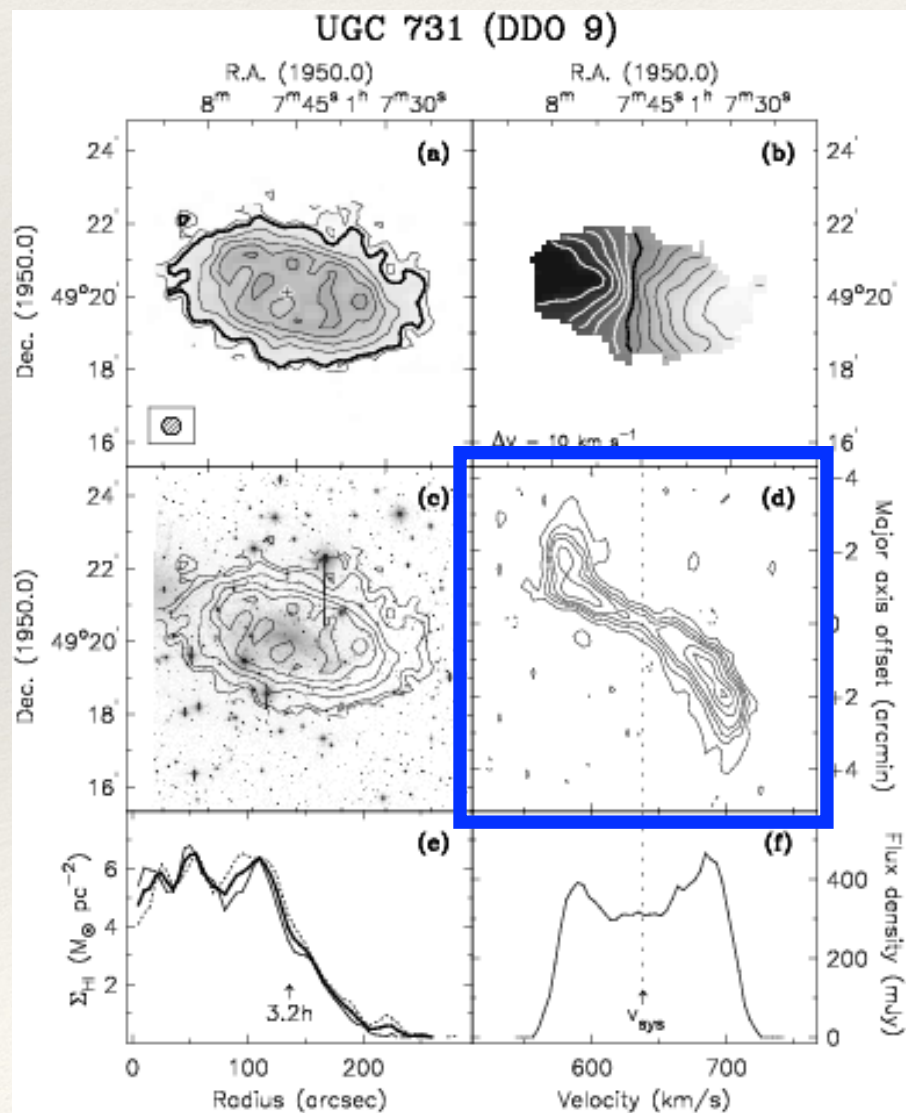 UGC 731 (DDO 9)
R.A. (1950.0) R.A. (1950.0)
8ᵐ 7ᵐ45ˢ 1ʰ 7ᵐ30ˢ 8ᵐ 7ᵐ45ˢ 1ʰ 7ᵐ30ˢ
Dec. (1950.0)
24'
22'
49°20'
18'
16'
(a)
(b)
24'
22'
49°20'
18'
16'
Δv = 10 km s⁻¹
Dec. (1950.0)
24'
22'
49°20'
18'
16'
(c)
(d)
-4
-2
0
+2
+4
Major axis offset
(arcmin)
Σ_HI (M⊙ pc⁻²)
6
4
2
(e)
3.2h
(f)
v_sys
400
200
0
Flux density
(mJy)
0 100 200 600 700
Radius (arcsec) Velocity (km/s)